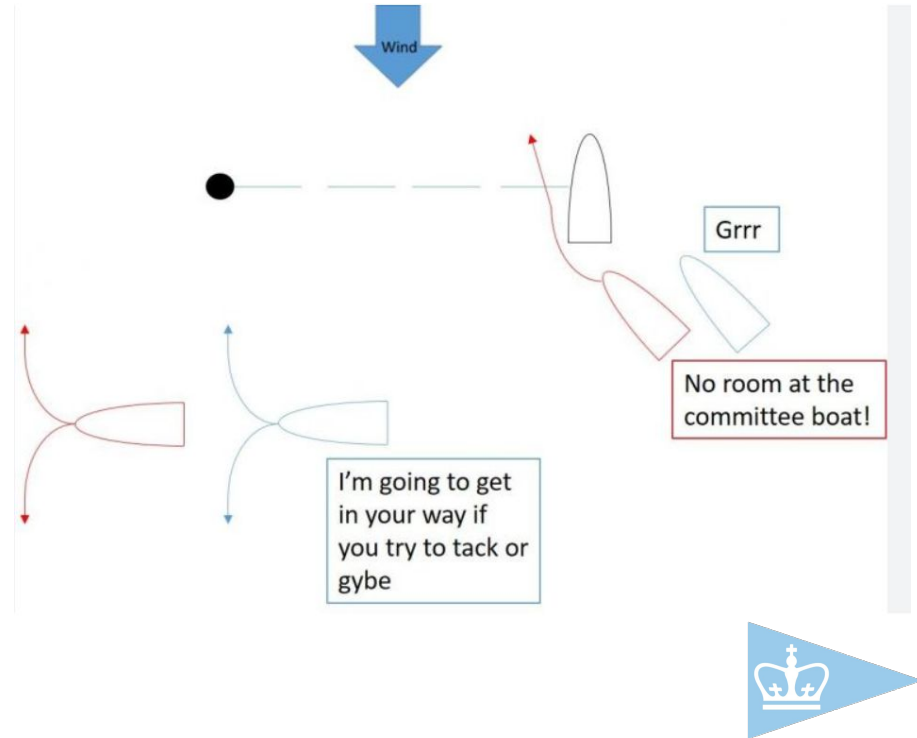 Wind
Grrr
No room at the
committee boat!
I'm going to get
in your way if
you try to tack or
gybe